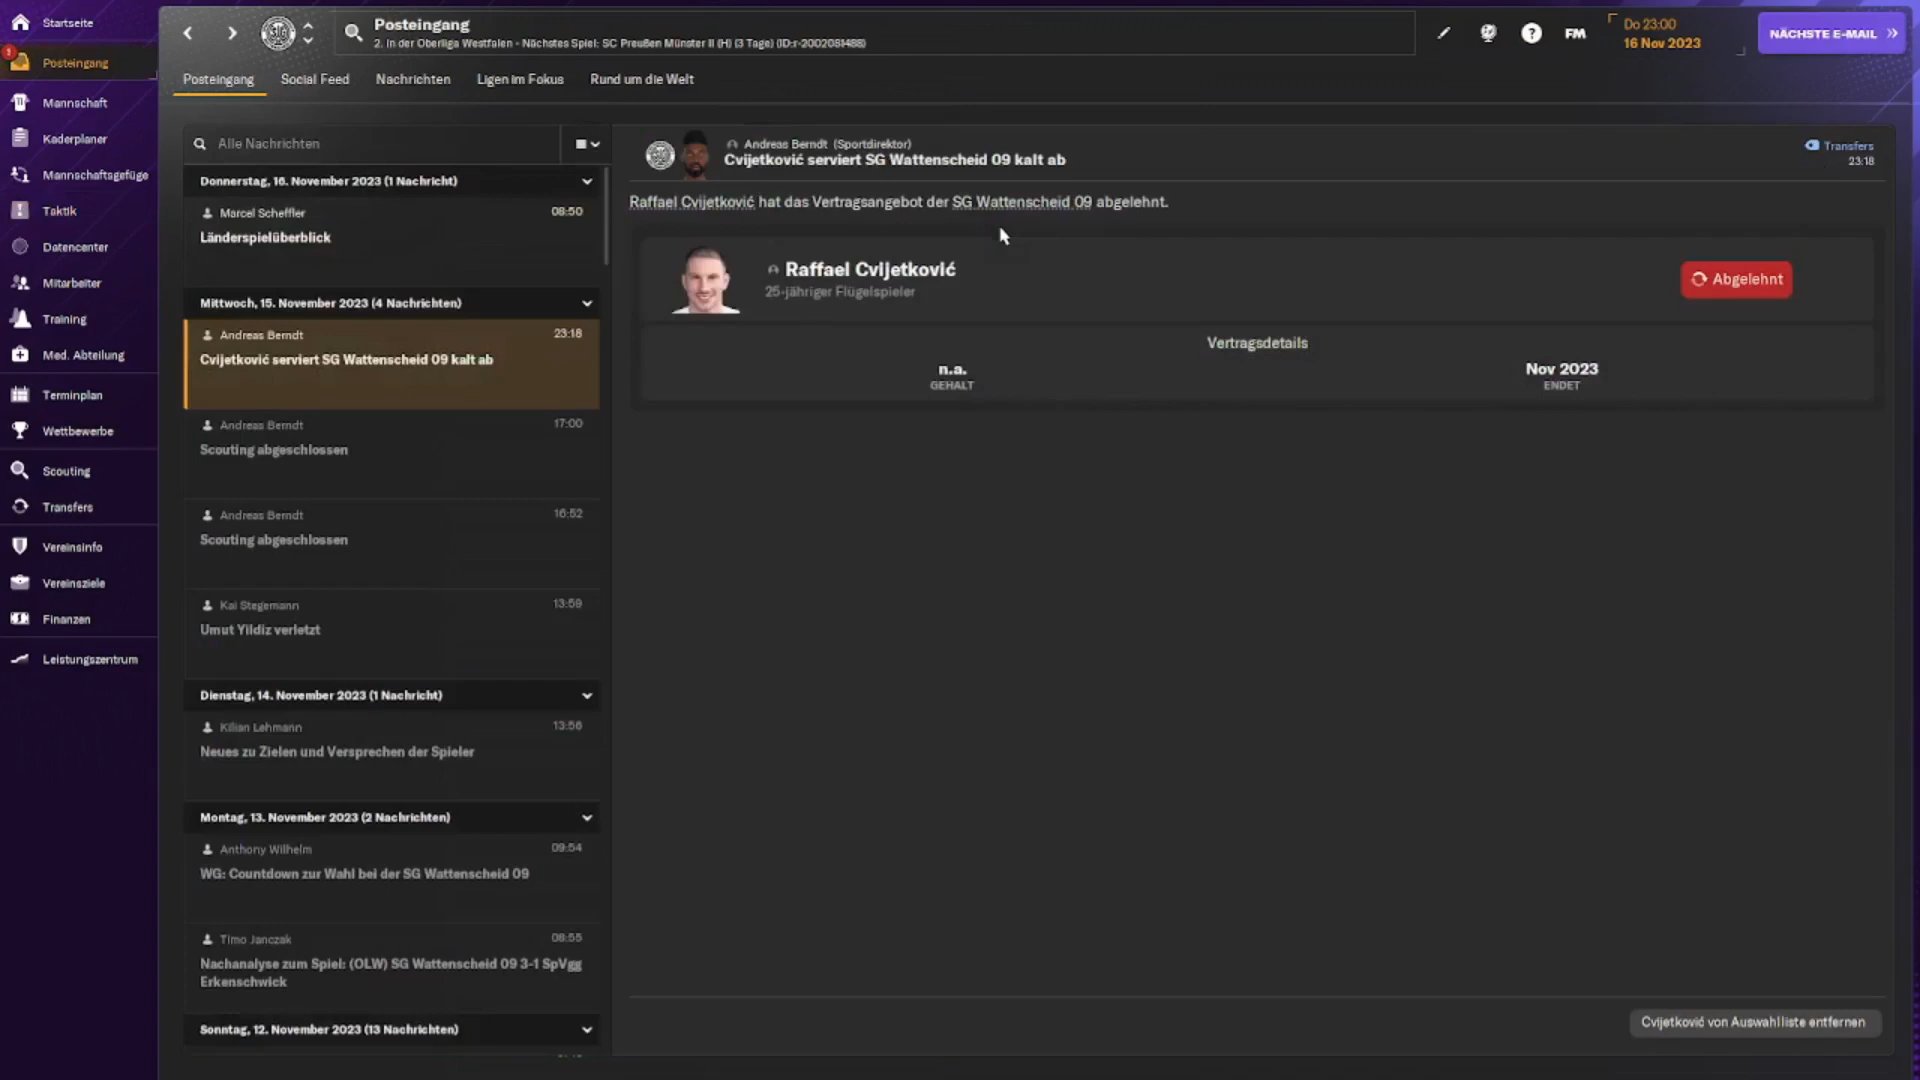 Startseite
1
Posteingang
Mannschaft
Kaderplaner
Mannschaftsgefüge
Taktik
Datencenter
Mitarbeiter
Training
Med. Abteilung
Terminplan
Wettbewerbe
Scouting
Transfers
Vereinsinfo
Vereinsziele
Finanzen
Leistungszentrum
Posteingang
2. in der Oberliga Westfalen - Nächstes Spiel: SC Preußen Münster II (H) (3 Tage) (ID:r-2002081488)
FM
Do 23:00
16 Nov 2023
NÄCHSTE E-MAIL
Posteingang Social Feed Nachrichten Ligen im Fokus Rund um die Welt
Alle Nachrichten
Donnerstag, 16. November 2023 (1 Nachricht)
Marcel Scheffler 08:50
Länderspielüberblick
Mittwoch, 15. November 2023 (4 Nachrichten)
Andreas Berndt 23:18
Cvijetković serviert SG Wattenscheid 09 kalt ab
Andreas Berndt 17:00
Scouting abgeschlossen
Andreas Berndt 16:52
Scouting abgeschlossen
Kai Stegemann 13:59
Umut Yildiz verletzt
Dienstag, 14. November 2023 (1 Nachricht)
Kilian Lehmann 13:56
Neues zu Zielen und Versprechen der Spieler
Montag, 13. November 2023 (2 Nachrichten)
Anthony Wilhelm 09:54
WG: Countdown zur Wahl bei der SG Wattenscheid 09
Timo Janczak 08:55
Nachanalyse zum Spiel: (OLW) SG Wattenscheid 09 3-1 SpVgg
Erkenschwick
Sonntag, 12. November 2023 (13 Nachrichten)
Andreas Berndt (Sportdirektor)
Cvijetković serviert SG Wattenscheid 09 kalt ab
Transfers
23:18
Raffael Cvijetković hat das Vertragsangebot der SG Wattenscheid 09 abgelehnt.
Raffael Cvijetković
25-jähriger Flügelspieler
Abgelehnt
Vertragsdetails
n.a. Nov 2023
GEHALT ENDET
Cvijetković von Auswahlliste entfernen